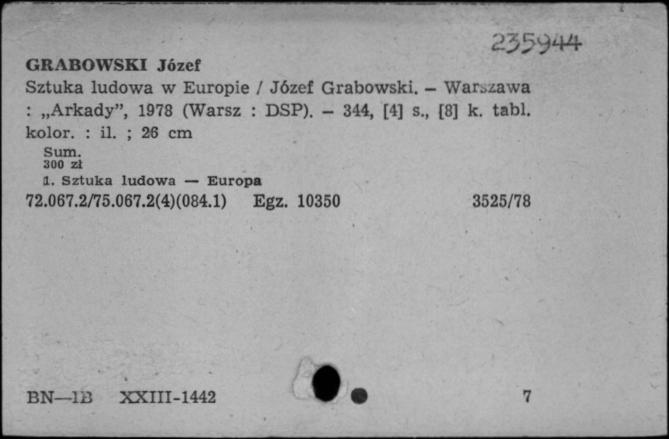 235944
GRABOWSKI Józef
Sztuka ludowa w Europie / Józef Grabowski. — Warszawa
: „Arkady”, 1978 (Warsz : DSP). — 344, [4] s., [8] k. tabl.
kolor. : il. ; 26 cm
Sum.
300 zł
1. Sztuka ludowa — Europa
72.067.2/75.067.2(4)(084.1) Egz. 10350 3525/78
BN—1B XXIII-1442 7